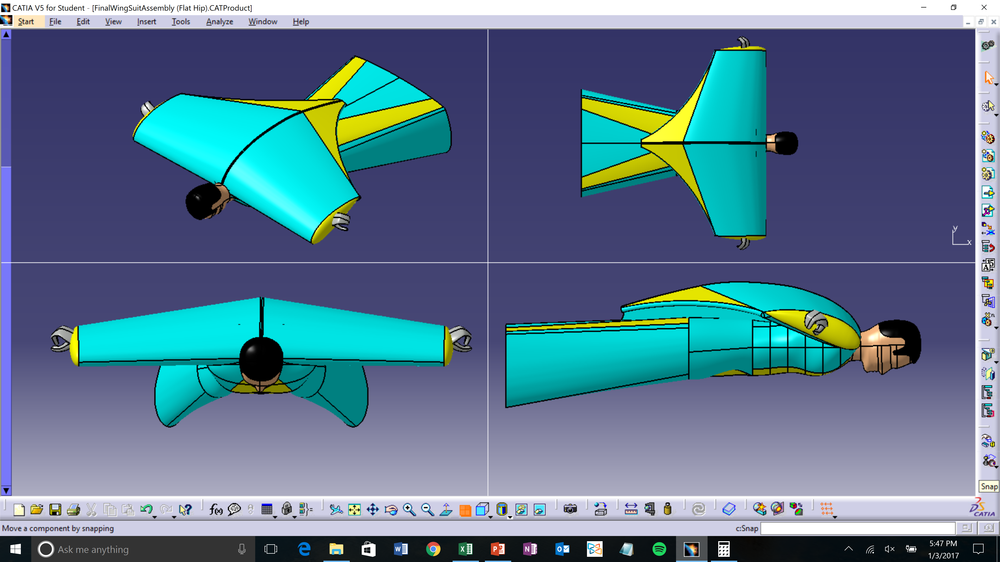 CATIA V5 for Student - [FinalWingSuitAssembly (Flat Hip).CATProduct]
Start File Edit View Insert Tools Analyze Window Help
y
x
Snap
DS
CATIA
Move a component by snapping
c:Snap
Ask me anything
5:47 PM
1/3/2017